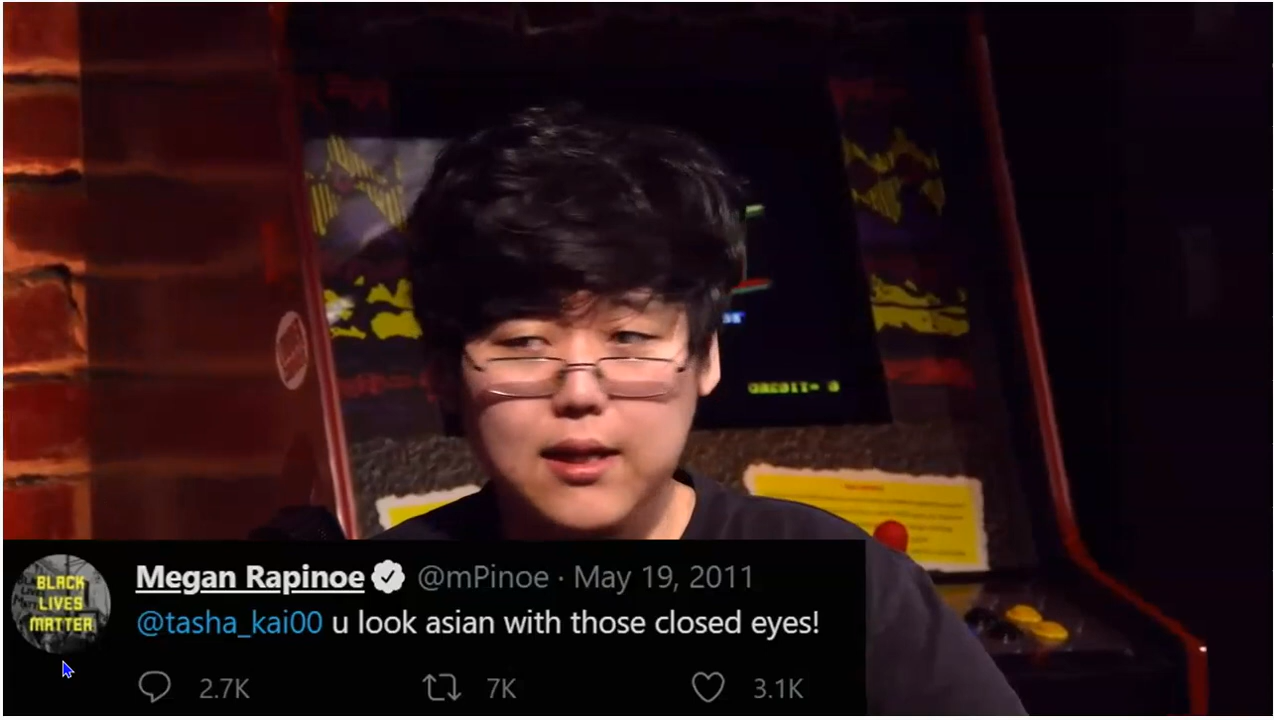 CREDIT= 0
BLACK
LIVES
MATTER
Megan Rapinoe @mPinoe · May 19, 2011
@tasha_kai00 u look asian with those closed eyes!
2.7K 7K 3.1K